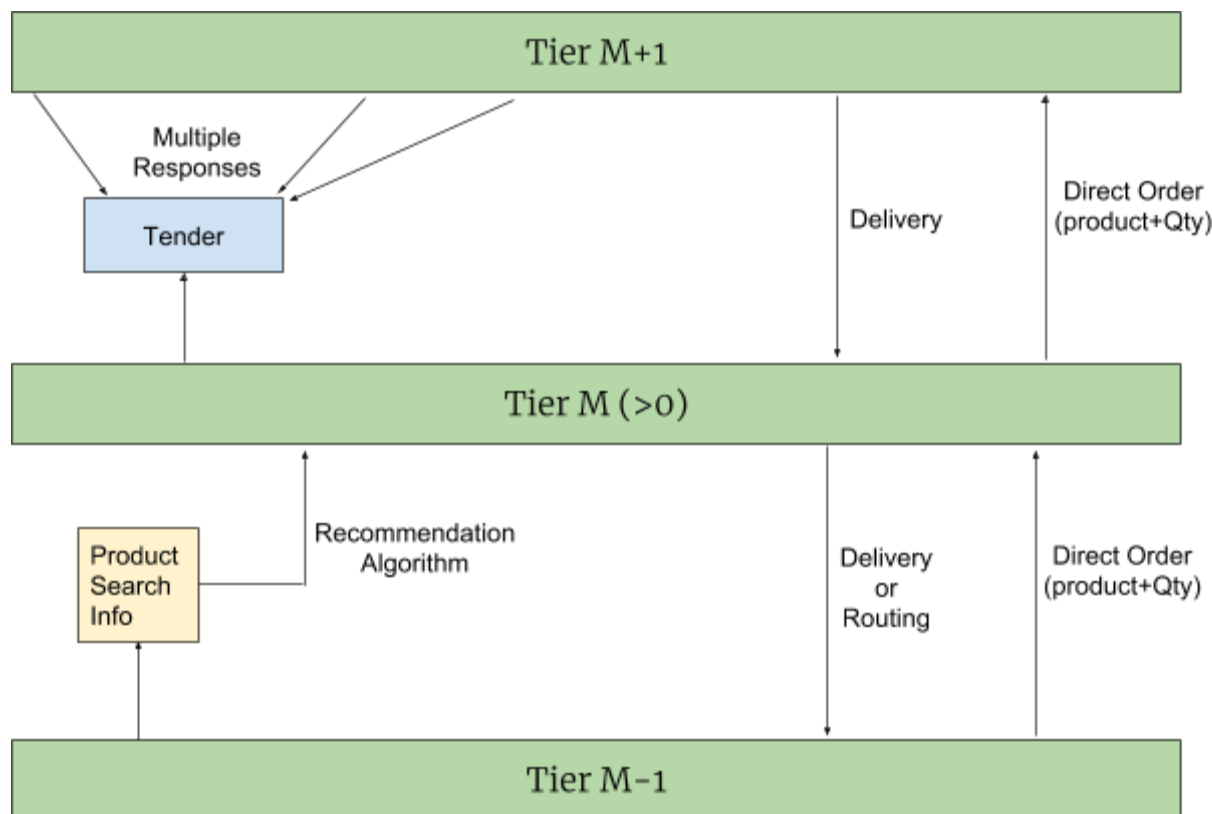 Tier M+1
Multiple
Responses
Tender
Delivery
Direct Order
(product+Qty)
Tier M (>0)
Product
Search
Info
Recommendation
Algorithm
Delivery
or
Routing
Direct Order
(product+Qty)
Tier M-1